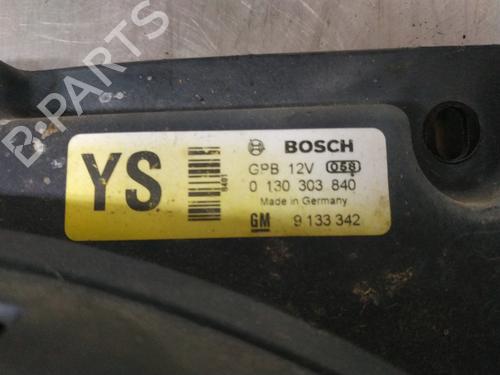 B-Parts
YS
BOSCH
GPB 12V 058
0 130 303 840
Made in Germany
GM 9 133 342